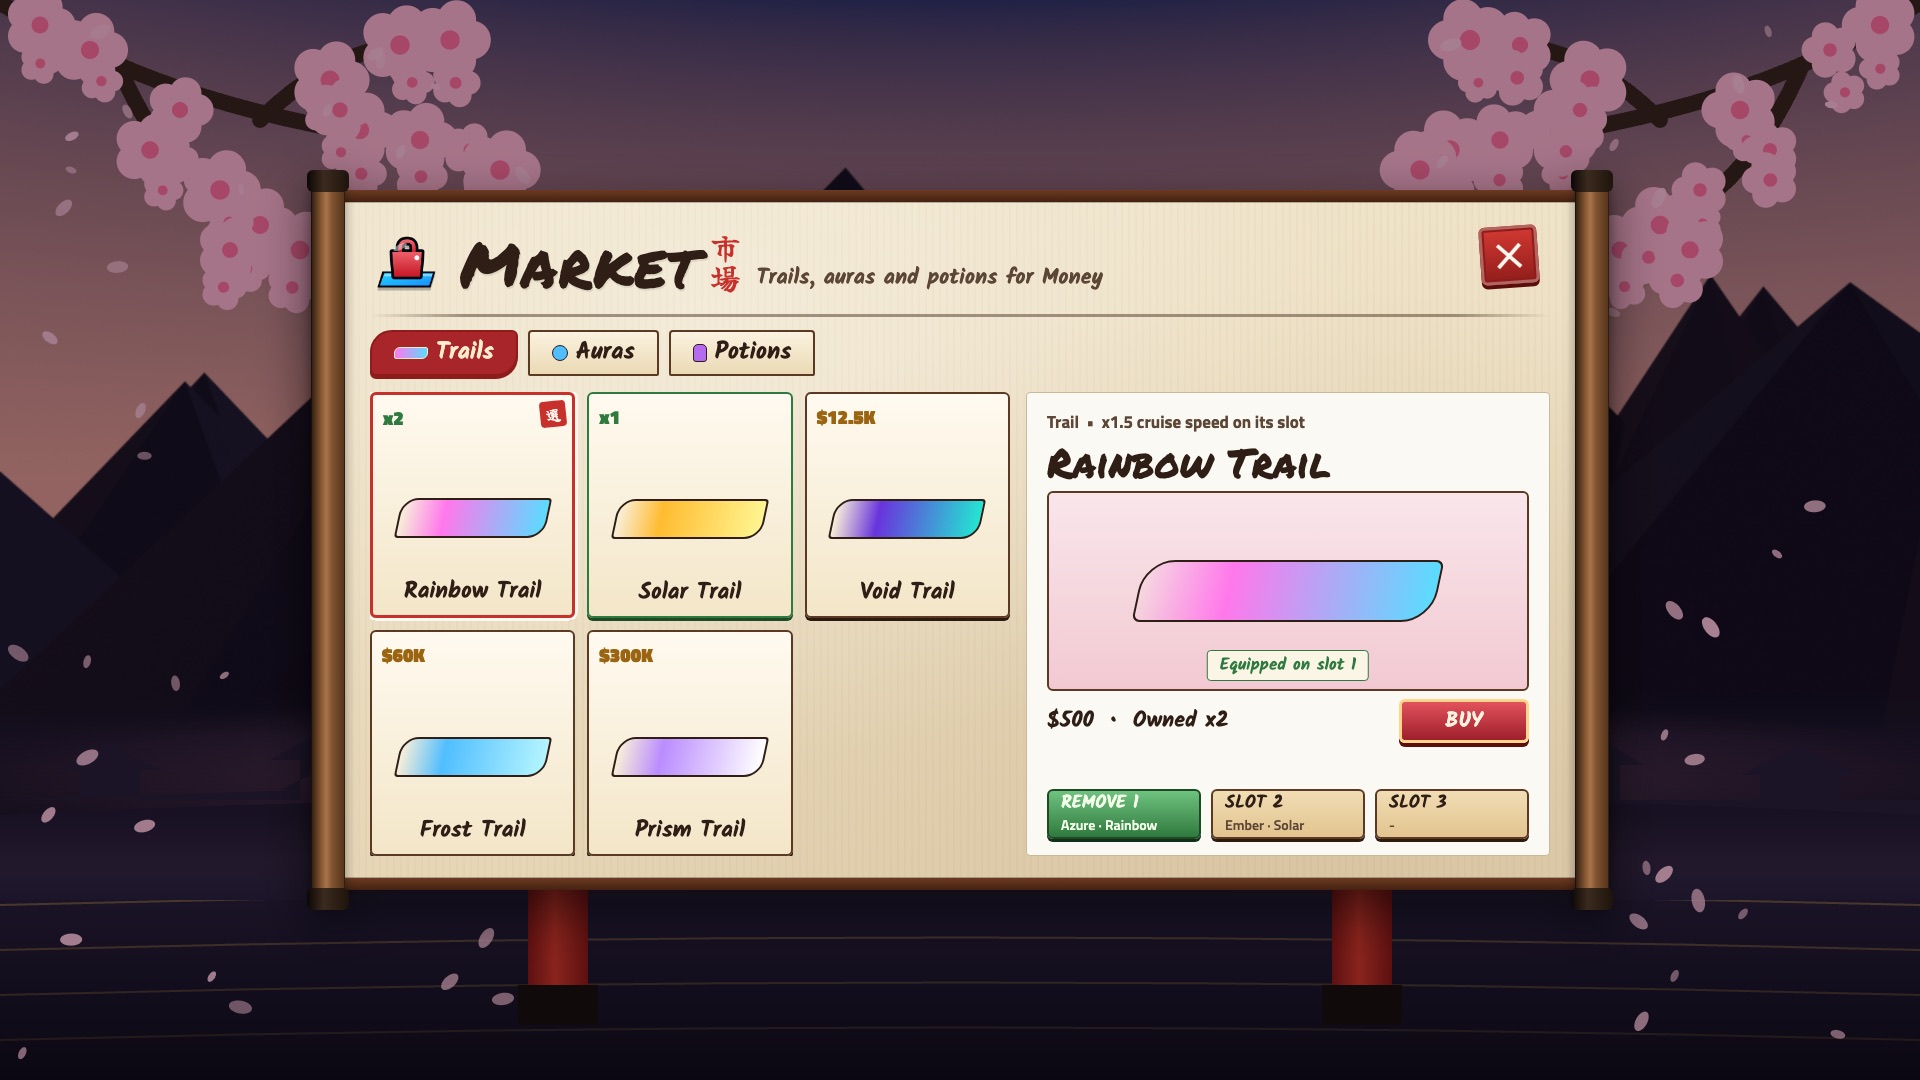 Market
市場
Trails, auras and potions for Money
Trails
Auras
Potions
x2
選
Rainbow Trail
x1
Solar Trail
$12.5K
Void Trail
$60K
Frost Trail
$300K
Prism Trail
Trail ▪ x1.5 cruise speed on its slot
Rainbow Trail
Equipped on slot 1
$500 · Owned x2
BUY
REMOVE 1
Azure · Rainbow
SLOT 2
Ember · Solar
SLOT 3
-